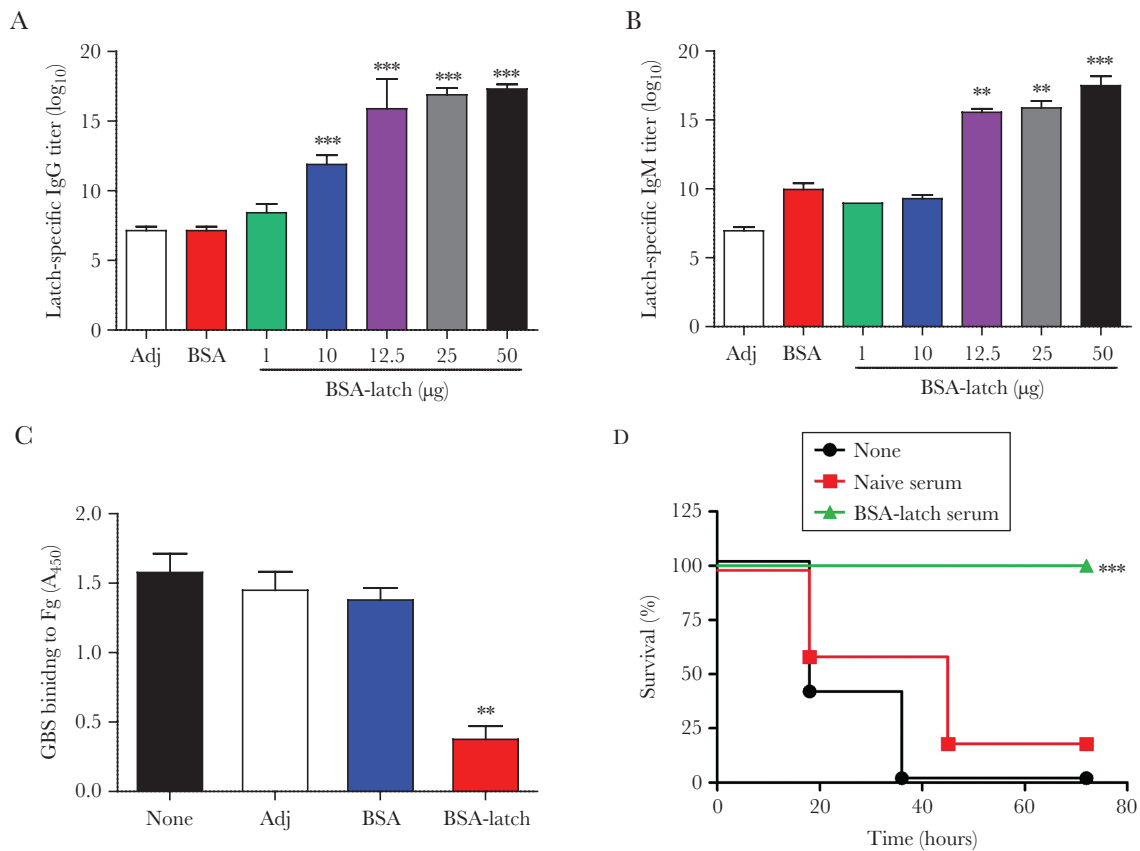 A
Latch-specific IgG titer (log10)
20
15
10
5
0
***
***
***
***
Adj BSA 1 10 12.5 25 50
BSA-latch (µg)
B
Latch-specific IgM titer (log10)
20
15
10
5
0
**
**
***
Adj BSA 1 10 12.5 25 50
BSA-latch (µg)
C
GBS binidng to Fg (A450)
2.0
1.5
1.0
0.5
0.0
**
None Adj BSA BSA-latch
D
None
Naive serum
BSA-latch serum
Survival (%)
125
100
75
50
25
0
***
0 20 40 60 80
Time (hours)